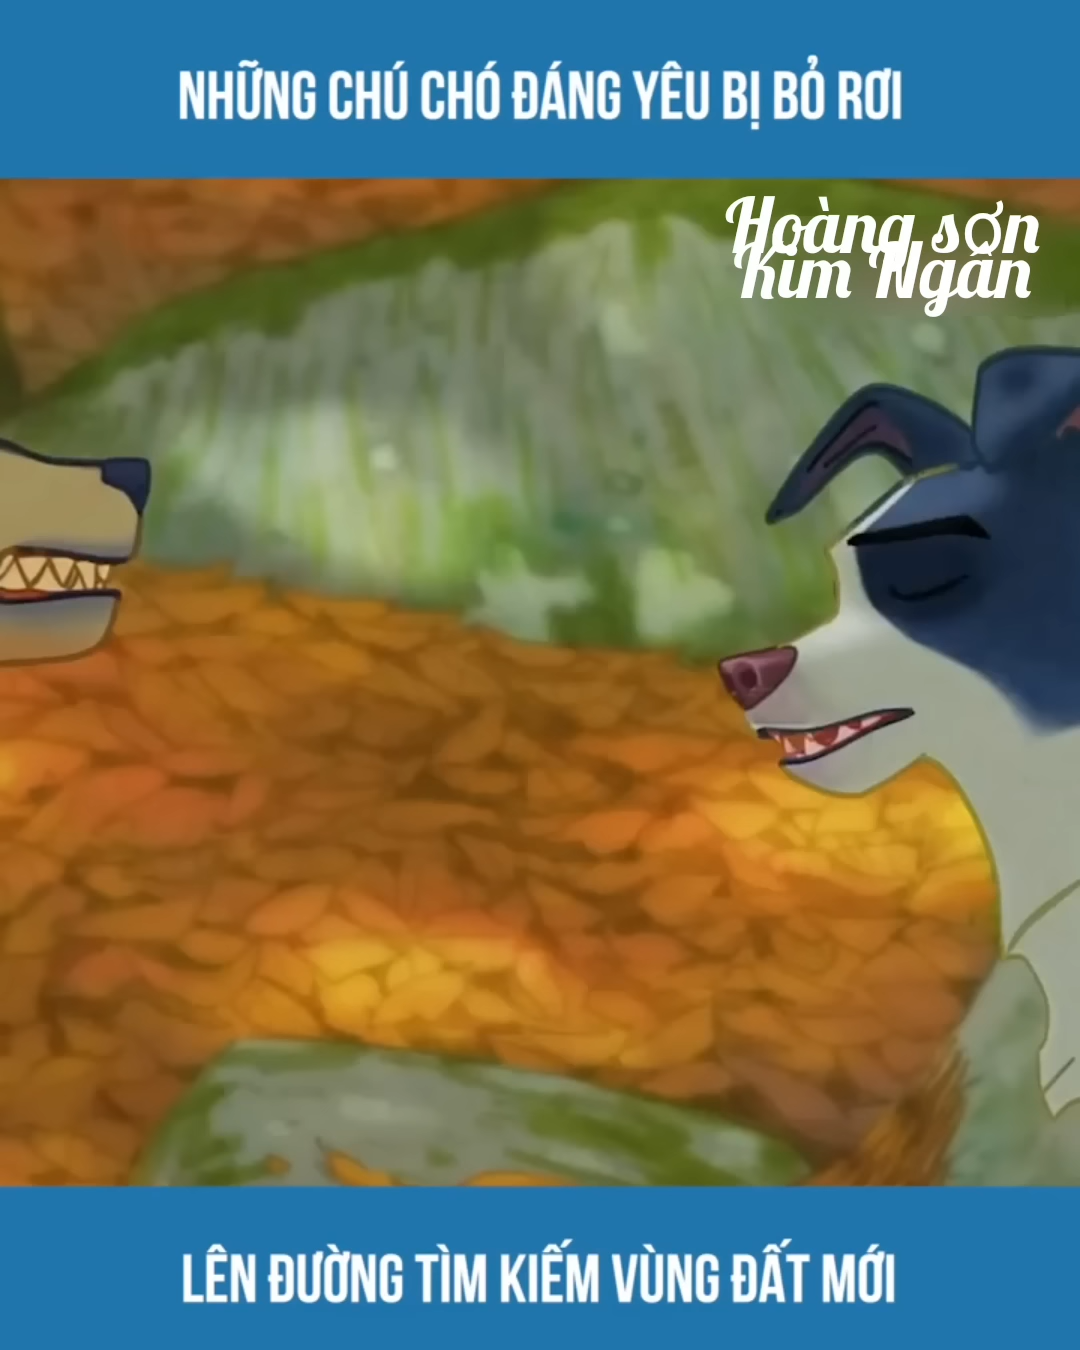 NHỮNG CHÚ CHÓ ĐÁNG YÊU BỊ BỎ RƠI
Hoàng sơn
Kim Ngân
LÊN ĐƯỜNG TÌM KIẾM VÙNG ĐẤT MỚI